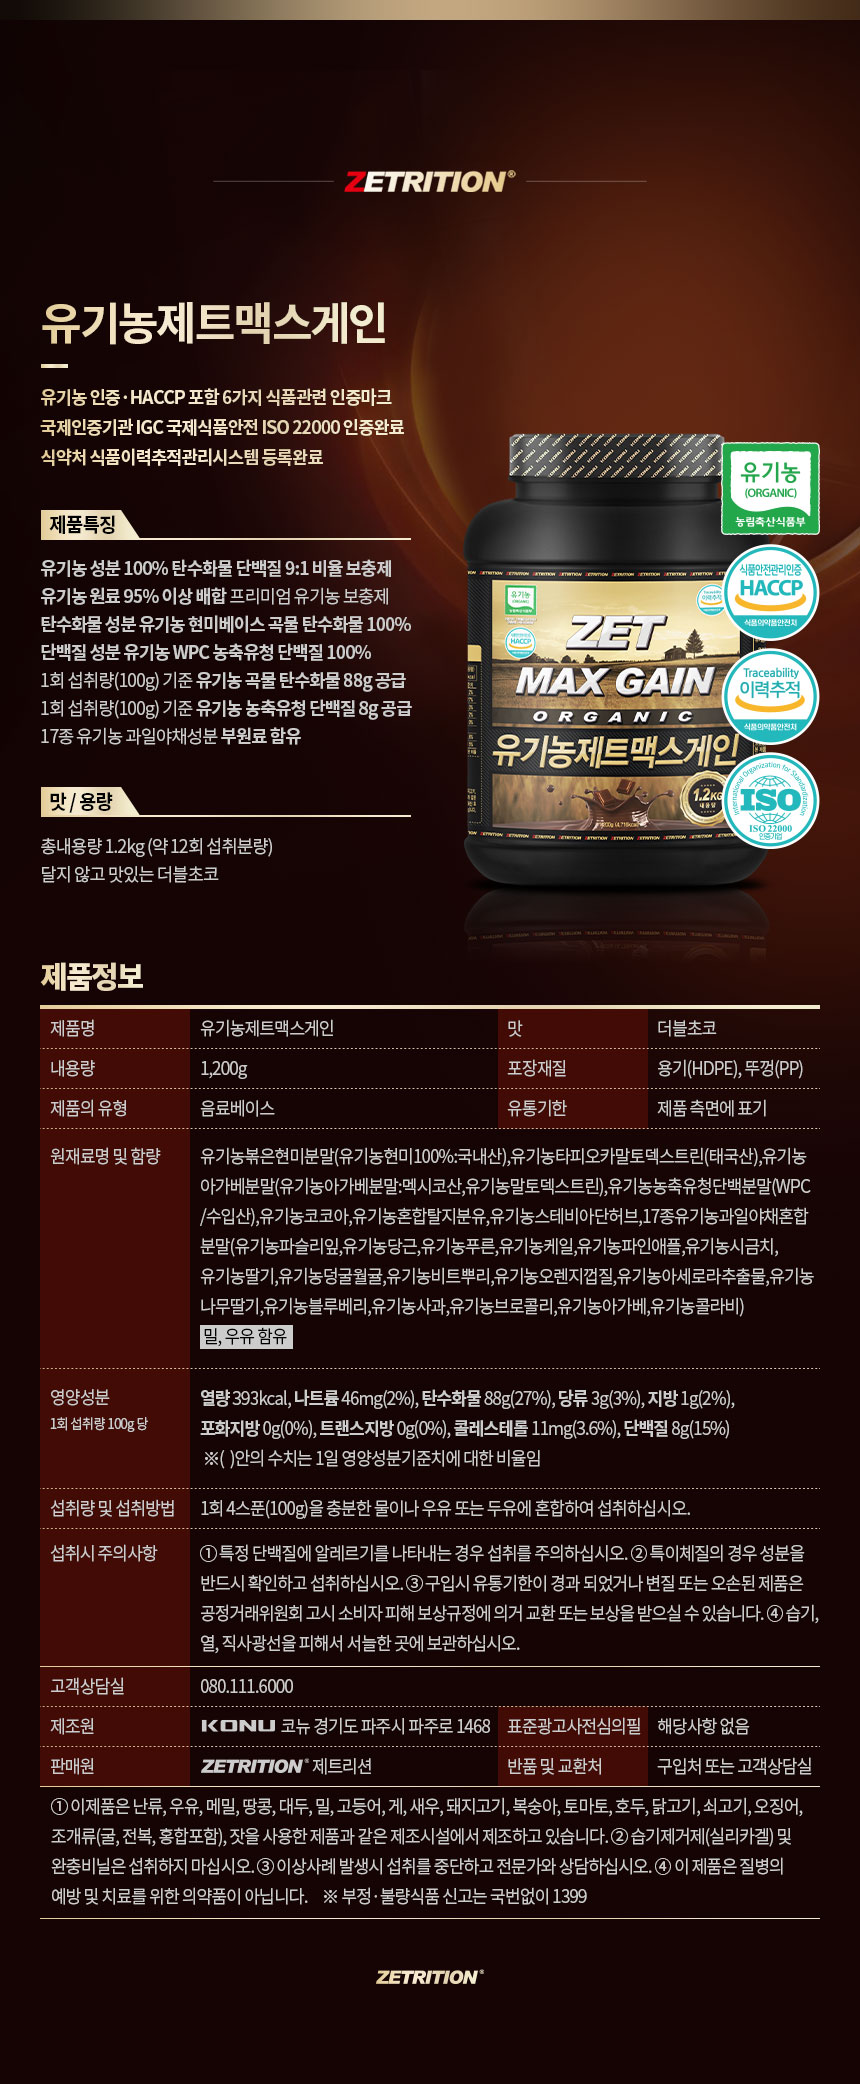 ZETRITION®
유기농제트맥스게인
유기농 인증·HACCP 포함 6가지 식품관련 인증마크
국제인증기관 IGC 국제식품안전 ISO 22000 인증완료
식약처 식품이력추적관리시스템 등록완료
제품특징
유기농 성분 100% 탄수화물 단백질 9:1 비율 보충제
유기농 원료 95% 이상 배합 프리미엄 유기농 보충제
탄수화물 성분 유기농 현미베이스 곡물 탄수화물 100%
단백질 성분 유기농 WPC 농축유청 단백질 100%
1회 섭취량(100g) 기준 유기농 곡물 탄수화물 88g 공급
1회 섭취량(100g) 기준 유기농 농축유청 단백질 8g 공급
17종 유기농 과일야채성분 부원료 함유
맛 / 용량
총내용량 1.2kg (약 12회 섭취분량)
달지 않고 맛있는 더블초코
유기농
(ORGANIC)
농림축산식품부
식품안전관리인증
HACCP
식품의약품안전처
Traceability
이력추적
식품의약품안전처
International Organization for Standardization
ISO
ISO 22000
인증기업
ZET
MAX GAIN
ORGANIC
유기농제트맥스게인
1.2KG
제품정보
제품명 유기농제트맥스게인 맛 더블초코
내용량 1,200g 포장재질 용기(HDPE), 뚜껑(PP)
제품의 유형 음료베이스 유통기한 제품 측면에 표기
원재료명 및 함량 유기농볶은현미분말(유기농현미100%:국내산),유기농타피오카말토덱스트린(태국산),유기농
아가베분말(유기농아가베분말:멕시코산,유기농말토덱스트린),유기농농축유청단백분말(WPC
/수입산),유기농코코아,유기농혼합탈지분유,유기농스테비아단허브,17종유기농과일야채혼합
분말(유기농파슬리잎,유기농당근,유기농푸룬,유기농케일,유기농파인애플,유기농시금치,
유기농딸기,유기농덩굴월귤,유기농비트뿌리,유기농오렌지껍질,유기농아세로라추출물,유기농
나무딸기,유기농블루베리,유기농사과,유기농브로콜리,유기농아가베,유기농콜라비)
밀, 우유 함유
영양성분 열량 393kcal, 나트륨 46mg(2%), 탄수화물 88g(27%), 당류 3g(3%), 지방 1g(2%),
1회 섭취량 100g 당 포화지방 0g(0%), 트랜스지방 0g(0%), 콜레스테롤 11mg(3.6%), 단백질 8g(15%)
※( )안의 수치는 1일 영양성분기준치에 대한 비율임
섭취량 및 섭취방법 1회 4스푼(100g)을 충분한 물이나 우유 또는 두유에 혼합하여 섭취하십시오.
섭취시 주의사항 ① 특정 단백질에 알레르기를 나타내는 경우 섭취를 주의하십시오. ② 특이체질의 경우 성분을
반드시 확인하고 섭취하십시오. ③ 구입시 유통기한이 경과 되었거나 변질 또는 오손된 제품은
공정거래위원회 고시 소비자 피해 보상규정에 의거 교환 또는 보상을 받으실 수 있습니다. ④ 습기,
열, 직사광선을 피해서 서늘한 곳에 보관하십시오.
고객상담실 080.111.6000
제조원 KONU 코뉴 경기도 파주시 파주로 1468 표준광고사전심의필 해당사항 없음
판매원 ZETRITION® 제트리션 반품 및 교환처 구입처 또는 고객상담실
① 이제품은 난류, 우유, 메밀, 땅콩, 대두, 밀, 고등어, 게, 새우, 돼지고기, 복숭아, 토마토, 호두, 닭고기, 쇠고기, 오징어,
조개류(굴, 전복, 홍합포함), 잣을 사용한 제품과 같은 제조시설에서 제조하고 있습니다. ② 습기제거제(실리카겔) 및
완충비닐은 섭취하지 마십시오. ③ 이상사례 발생시 섭취를 중단하고 전문가와 상담하십시오. ④ 이 제품은 질병의
예방 및 치료를 위한 의약품이 아닙니다. ※ 부정·불량식품 신고는 국번없이 1399
ZETRITION®